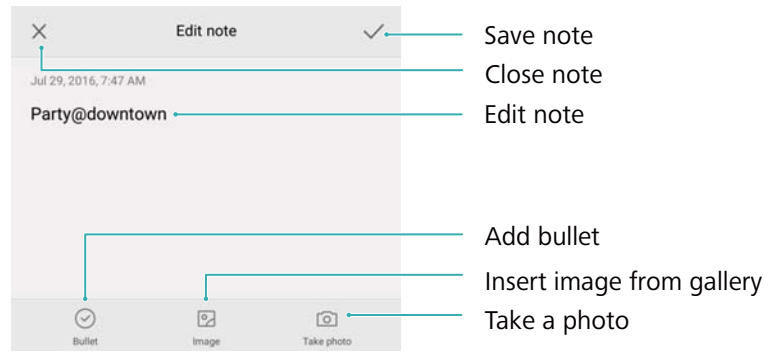 Edit note
Save note
Close note
Jul 29, 2016, 7:47 AM
Party@downtown
Edit note
Add bullet
Insert image from gallery
Take a photo
Bullet
Image
Take photo